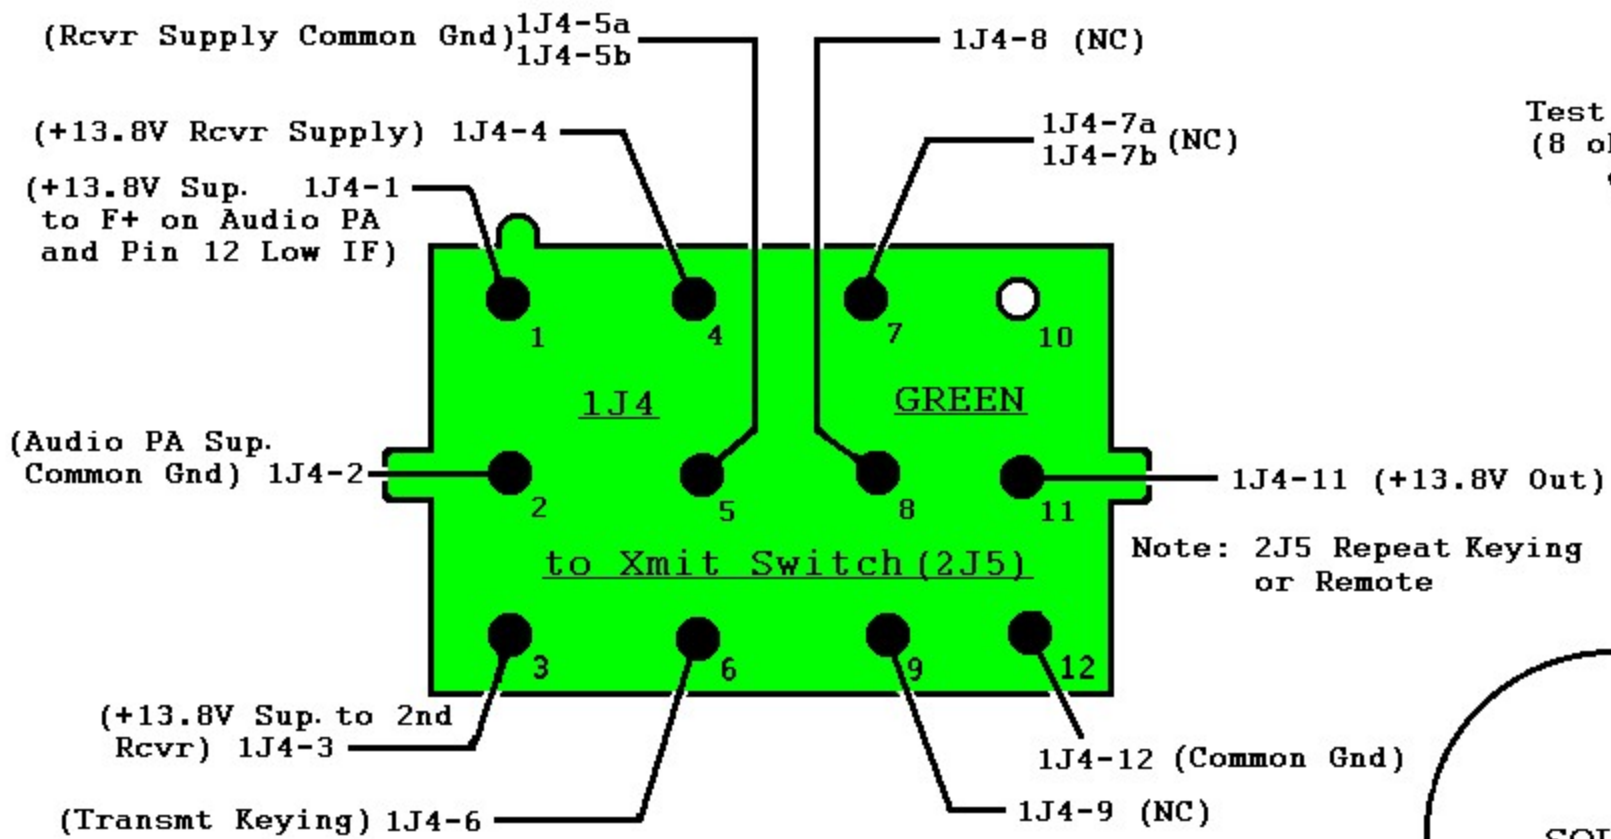 (Rcvr Supply Common Gnd) 1J4-5a
1J4-5b
1J4-8 (NC)
(+13.8V Rcvr Supply) 1J4-4
1J4-7a
1J4-7b (NC)
Test
(8
(+13.8V Sup. 1J4-1
to F+ on Audio PA
and Pin 12 Low IF)
1
4
7
10
1J4
GREEN
(Audio PA Sup.
Common Gnd) 1J4-2
2
5
8
11
1J4-11 (+13.8V Out)
to Xmit Switch (2J5)
Note: 2J5 Repeat Keying
or Remote
3
6
9
12
(+13.8V Sup. to 2nd
Rcvr) 1J4-3
1J4-12 (Common Gnd)
(Transmt Keying) 1J4-6
1J4-9 (NC)